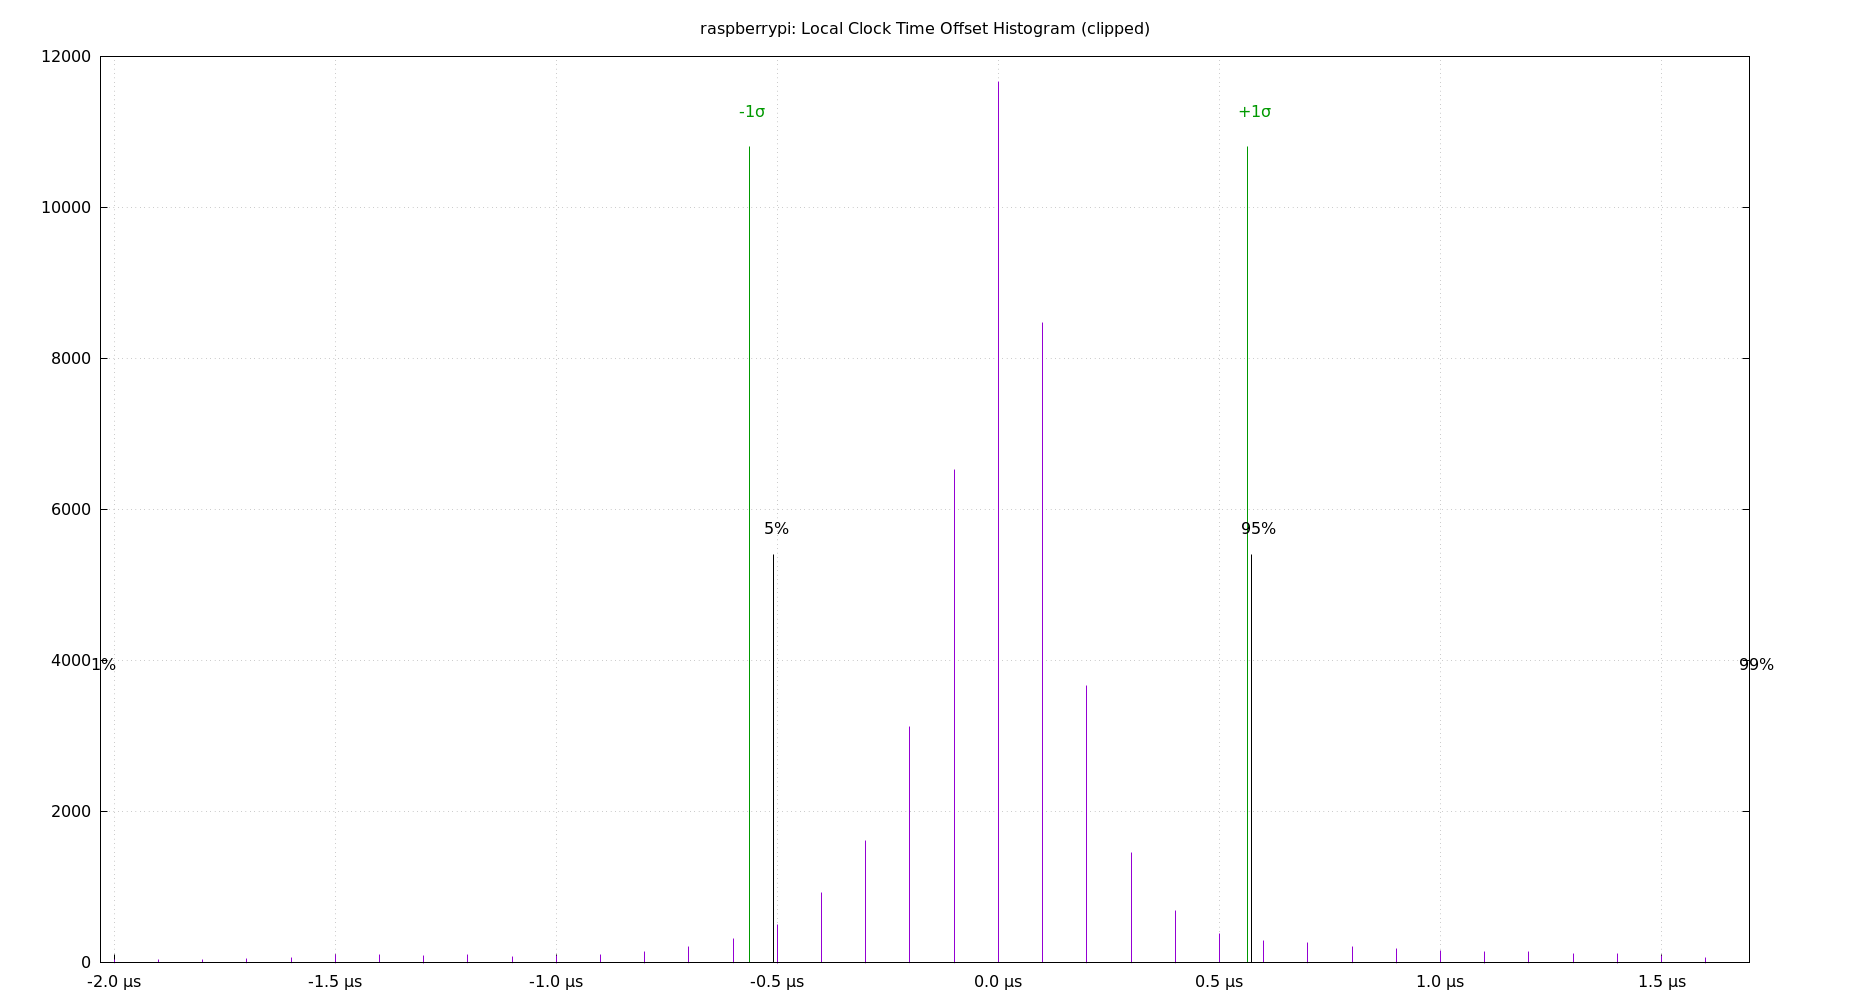 raspberrypi: Local Clock Time Offset Histogram (clipped)
12000
-1σ
+1σ
10000
8000
6000
5%
95%
4000
1%
99%
2000
0
-2.0 µs
-1.5 µs
-1.0 µs
-0.5 µs
0.0 µs
0.5 µs
1.0 µs
1.5 µs